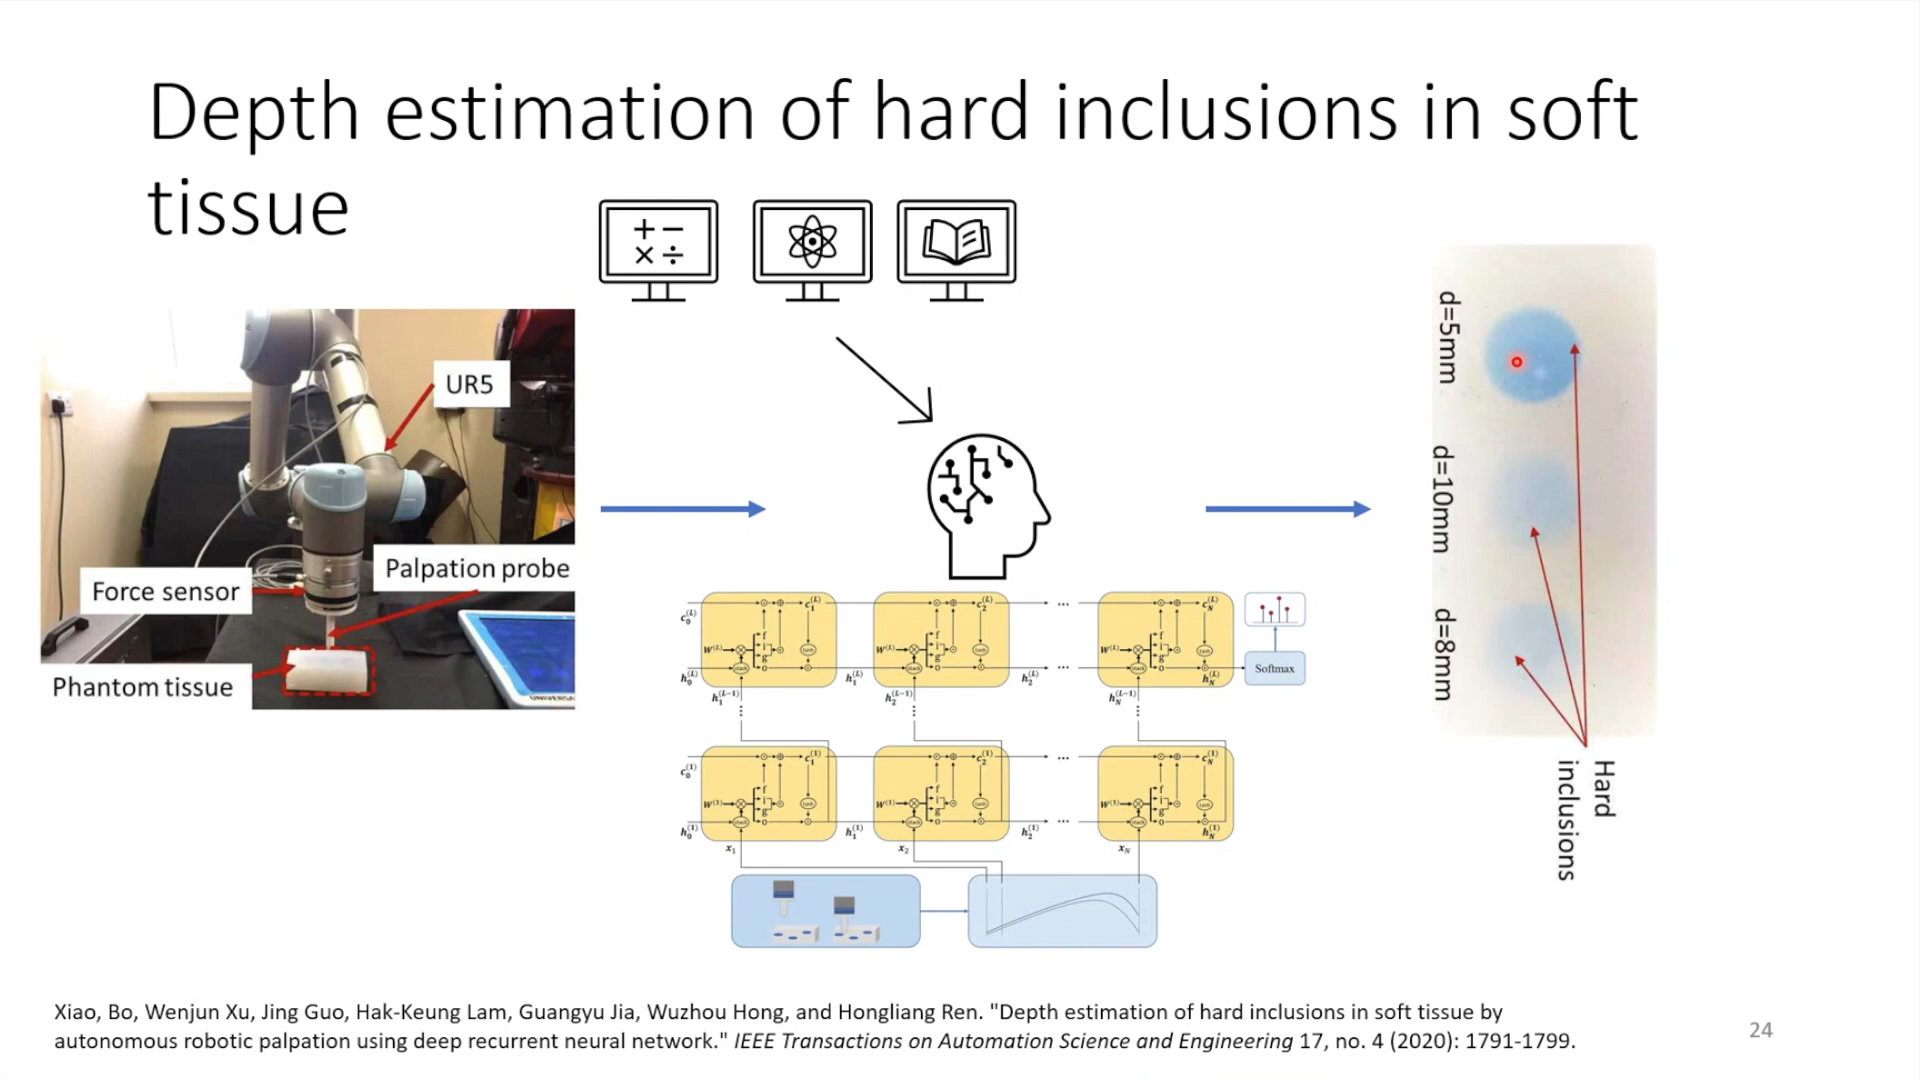 Depth estimation of hard inclusions in soft
tissue
UR5
Force sensor
Palpation probe
Phantom tissue
Softmax
d=5mm
d=10mm
d=8mm
Hard
inclusions
Xiao, Bo, Wenjun Xu, Jing Guo, Hak-Keung Lam, Guangyu Jia, Wuzhou Hong, and Hongliang Ren. "Depth estimation of hard inclusions in soft tissue by
autonomous robotic palpation using deep recurrent neural network." IEEE Transactions on Automation Science and Engineering 17, no. 4 (2020): 1791-1799.
24